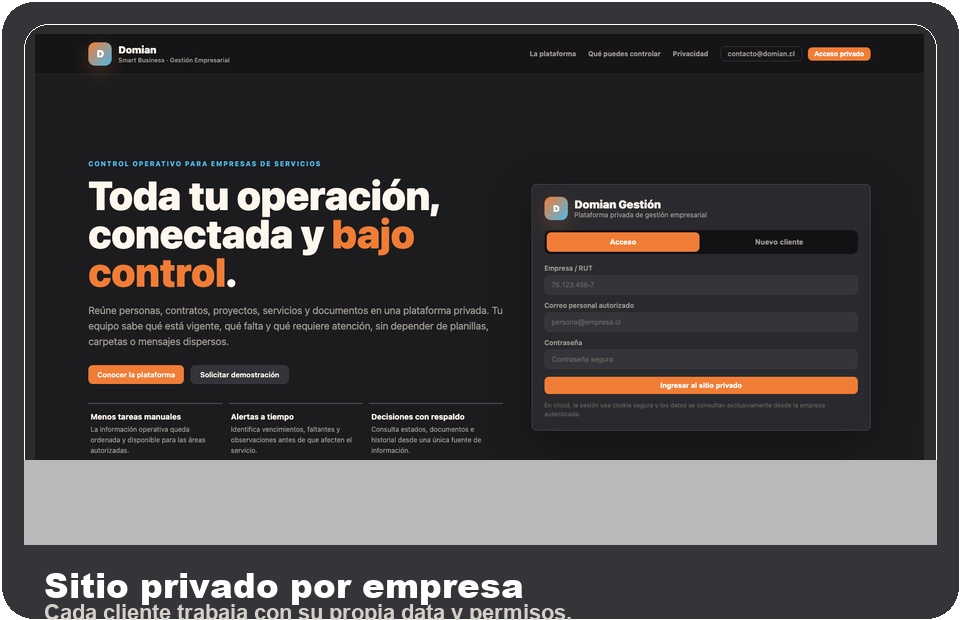 D
Domian
Smart Business · Gestión Empresarial
La plataforma
Qué puedes controlar
Privacidad
contacto@domian.cl
Acceso privado
CONTROL OPERATIVO PARA EMPRESAS DE SERVICIOS
Toda tu operación,
conectada y bajo
control.
Reúne personas, contratos, proyectos, servicios y documentos en una plataforma privada. Tu
equipo sabe qué está vigente, qué falta y qué requiere atención, sin depender de planillas,
carpetas o mensajes dispersos.
Conocer la plataforma
Solicitar demostración
Menos tareas manuales
La información operativa queda
ordenada y disponible para las áreas
autorizadas.
Alertas a tiempo
Identifica vencimientos, faltantes y
observaciones antes de que afecten el
servicio.
Decisiones con respaldo
Consulta estados, documentos e
historial desde una única fuente de
información.
D
Domian Gestión
Plataforma privada de gestión empresarial
Acceso
Nuevo cliente
Empresa / RUT
76.123.456-7
Correo personal autorizado
persona@empresa.cl
Contraseña
Contraseña segura
Ingresar al sitio privado
En cloud, la sesión usa cookie segura y los datos se consultan exclusivamente desde la empresa
autenticada.
Sitio privado por empresa
Cada cliente trabaja con su propia data y permisos.